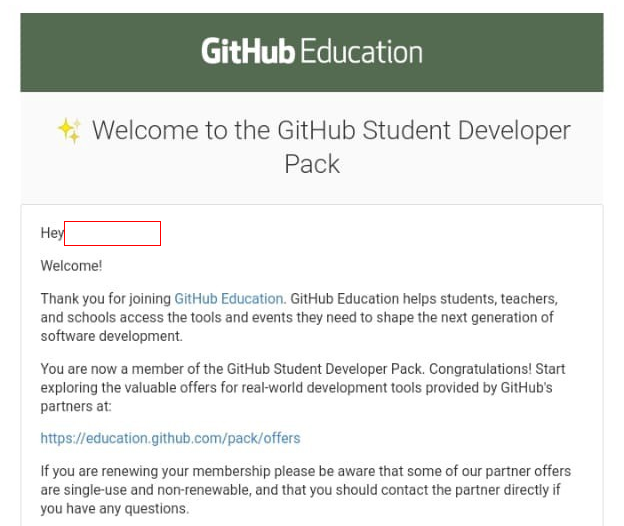 GitHub Education
✨ Welcome to the GitHub Student Developer
Pack
Hey
Welcome!
Thank you for joining GitHub Education. GitHub Education helps students, teachers,
and schools access the tools and events they need to shape the next generation of
software development.
You are now a member of the GitHub Student Developer Pack. Congratulations! Start
exploring the valuable offers for real-world development tools provided by GitHub's
partners at:
https://education.github.com/pack/offers
If you are renewing your membership please be aware that some of our partner offers
are single-use and non-renewable, and that you should contact the partner directly if
you have any questions.